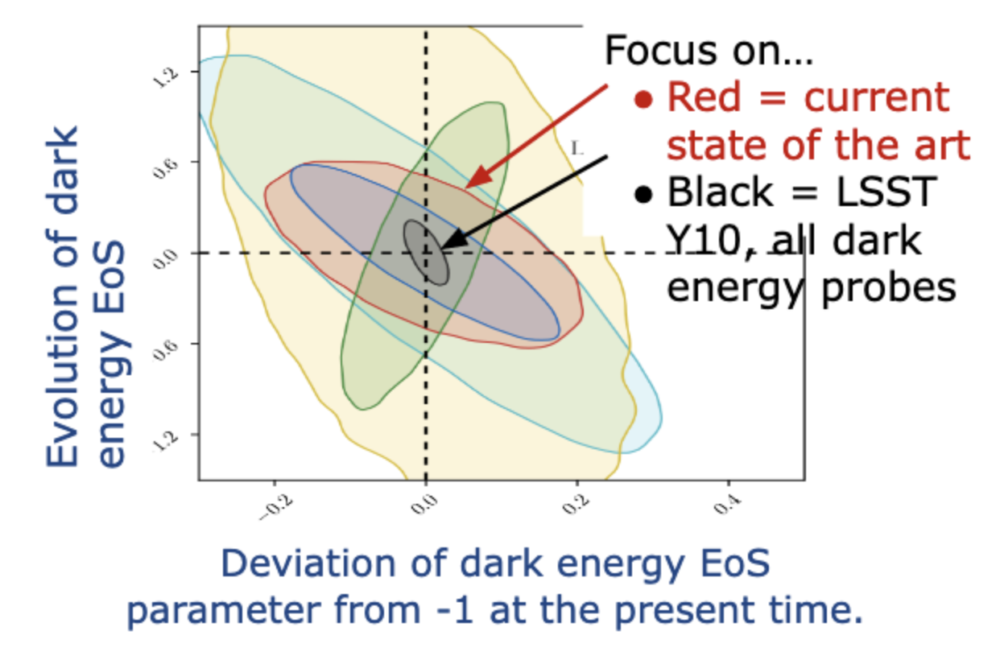 Focus on...
• Red = current
state of the art
• Black = LSST
Y10, all dark
energy probes
L
Evolution of dark
energy EoS
1.2
0.6
0.0
0.6
1.2
−0.2
0.0
0.2
0.4
Deviation of dark energy EoS
parameter from -1 at the present time.